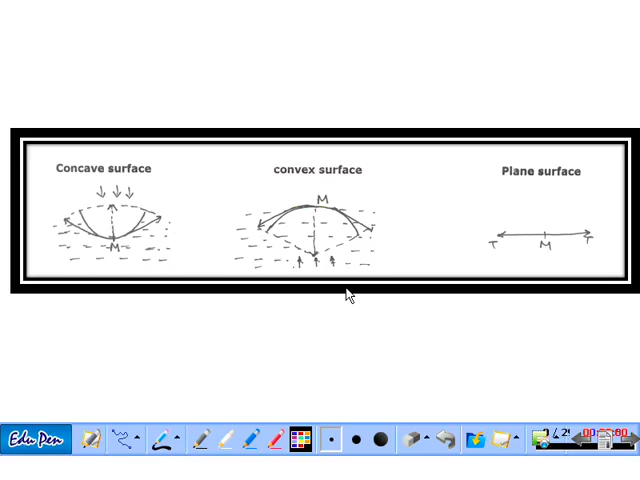 Concave surface
convex surface
Plane surface
M
M
T M T
Edu Pen